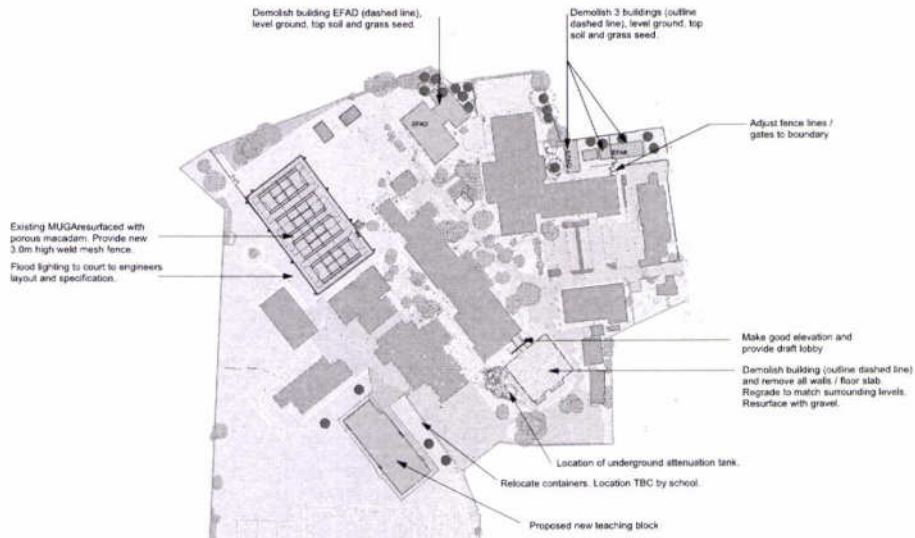 Demolish building EFAD (dashed line),
level ground, top soil and grass seed.
Demolish 3 buildings (outline
dashed line), level ground, top
soil and grass seed.
EFAD
EFAB
Adjust fence lines /
gates to boundary
Existing MUGAresurfaced with
porous macadam. Provide new
3.0m high weld mesh fence.
Flood lighting to court to engineers
layout and specification.
Make good elevation and
provide draft lobby
Demolish building (outline dashed line)
and remove all walls / floor slab.
Regrade to match surrounding levels.
Resurface with gravel.
Location of underground attenuation tank.
Relocate containers. Location TBC by school.
Proposed new teaching block